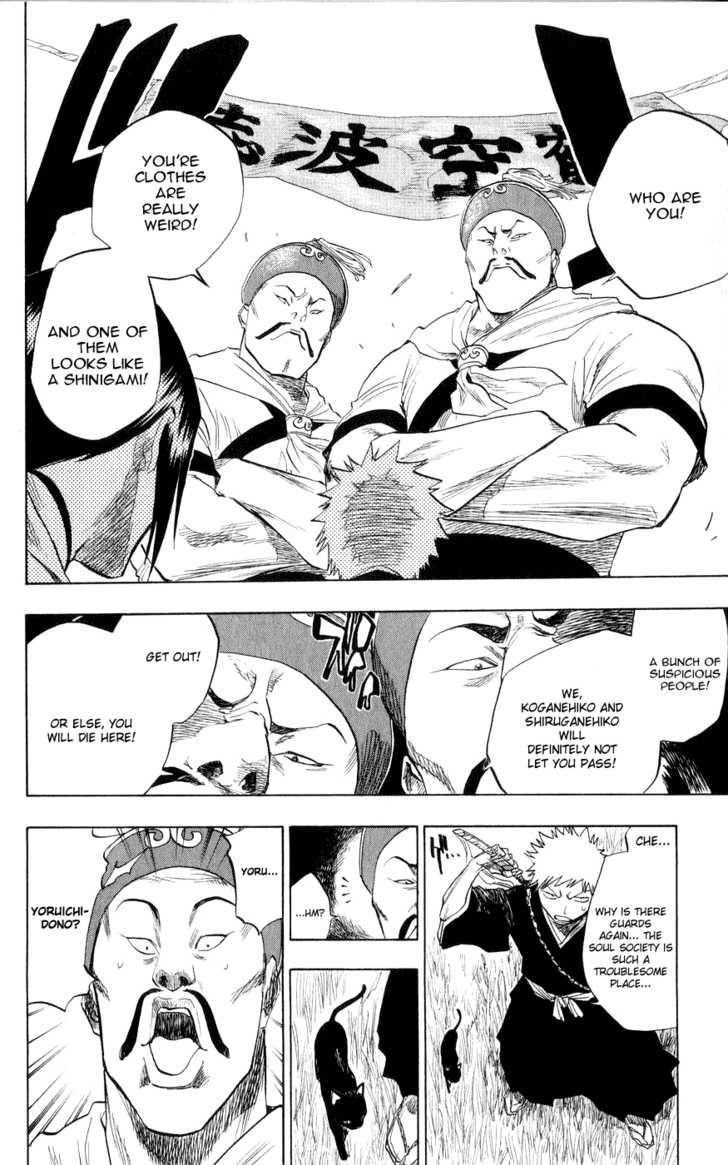 空波志
WHO ARE
YOU!
YOU'RE
CLOTHES
ARE
REALLY
WEIRD!
AND ONE OF
THEM
LOOKS LIKE
A SHINIGAMI!
A BUNCH OF
SUSPICIOUS
PEOPLE!
WE,
KOGANEHIKO AND
SHIRUGANEHIKO
WILL
DEFINITELY NOT
LET YOU PASS!
GET OUT!
OR ELSE, YOU
WILL DIE HERE!
CHE...
WHY IS THERE
GUARDS
AGAIN... THE
SOUL SOCIETY IS
SUCH A
TROUBLESOME
PLACE...
...HM?
YORU...
YORUICHI-
DONO?